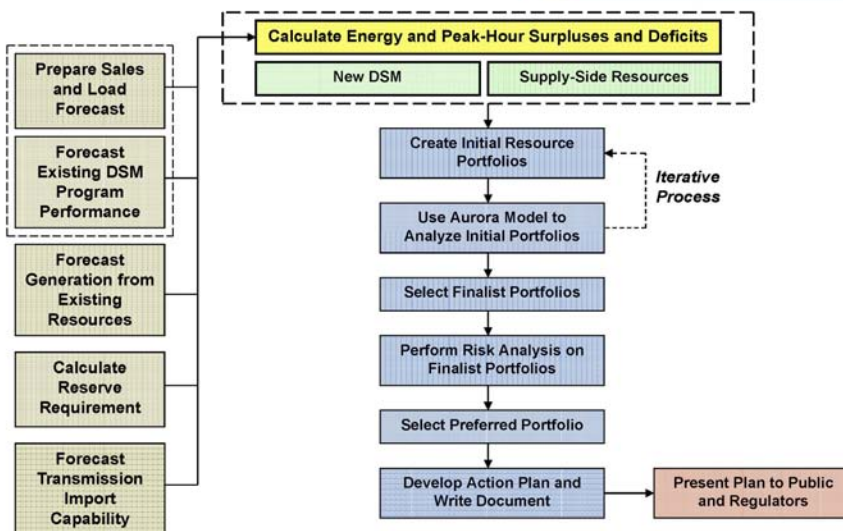 Calculate Energy and Peak-Hour Surpluses and Deficits
New DSM
Supply-Side Resources
Prepare Sales
and Load
Forecast
Forecast
Existing DSM
Program
Performance
Forecast
Generation from
Existing
Resources
Calculate
Reserve
Requirement
Forecast
Transmission
Import
Capability
Create Initial Resource
Portfolios
Iterative
Process
Use Aurora Model to
Analyze Initial Portfolios
Select Finalist Portfolios
Perform Risk Analysis on
Finalist Portfolios
Select Preferred Portfolio
Develop Action Plan and
Write Document
Present Plan to Public
and Regulators